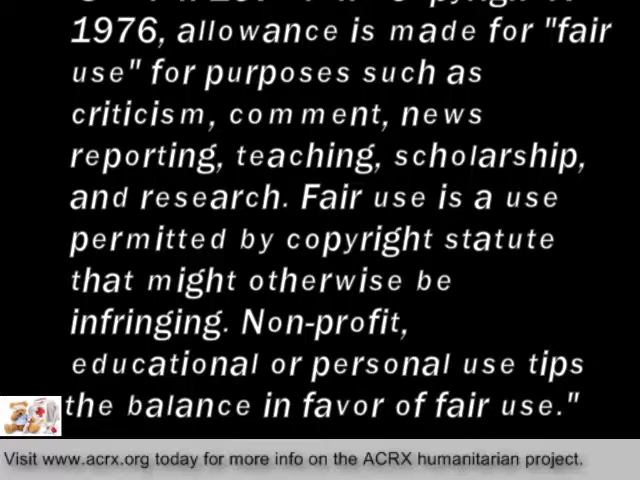 1976, allowance is made for "fair
use" for purposes such as
criticism, comment, news
reporting, teaching, scholarship,
and research. Fair use is a use
permitted by copyright statute
that might otherwise be
infringing. Non-profit,
educational or personal use tips
the balance in favor of fair use."
Visit www.acrx.org today for more info on the ACRX humanitarian project.